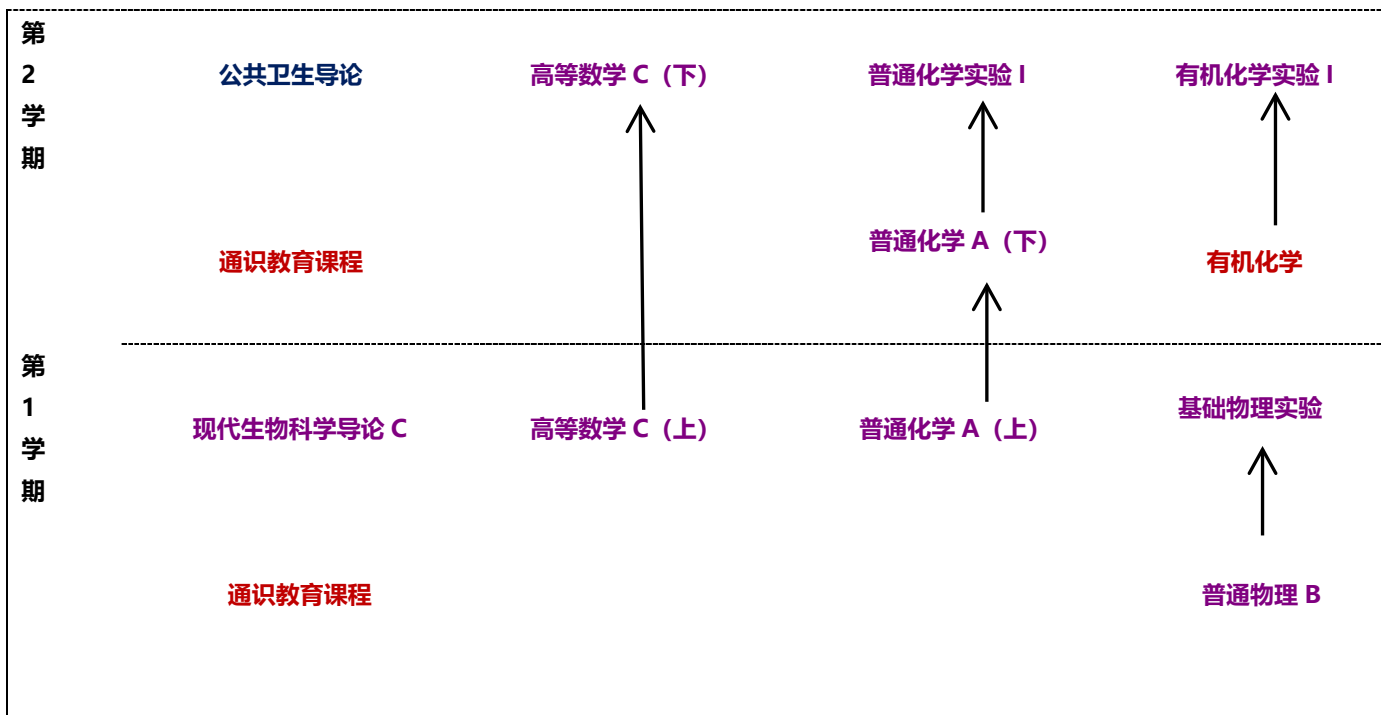 第
2
学
期
公共卫生导论 高等数学 C（下） 普通化学实验 I 有机化学实验 I
普通化学 A（下）
通识教育课程 有机化学
第
1
学
期
基础物理实验
现代生物科学导论 C 高等数学 C（上） 普通化学 A（上）
通识教育课程 普通物理 B